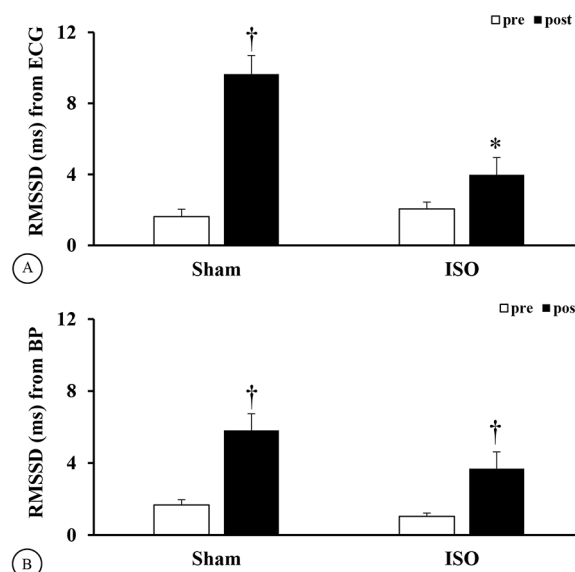 pre post
RMSSD (ms) from ECG
12
8
4
0
†
*
Sham ISO
A
pre pos
RMSSD (ms) from BP
12
8
4
0
†
†
Sham ISO
B